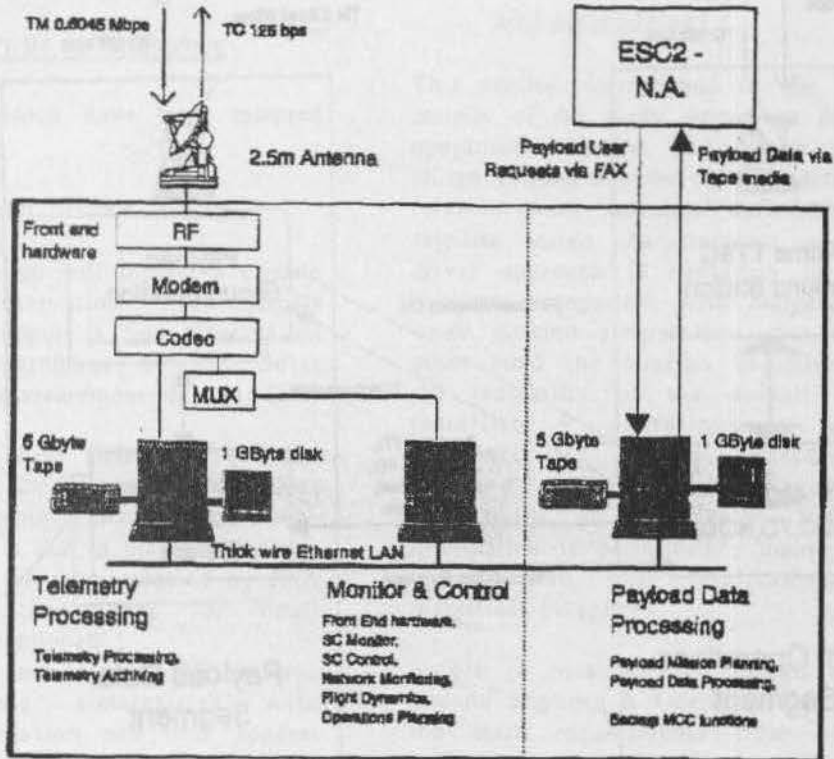 TM 0.6045 Mbps
TC 125 bps
2.5m Antenna
ESC2 -
N.A.
Payload User
Requests via FAX
Payload Data via
Tape media
Front end
hardware
RF
Modem
Codec
MUX
5 Gbyte
Tape
1 GByte disk
5 Gbyte
Tape
1 GByte disk
Thick wire Ethernet LAN
Telemetry
Processing
Telemetry Processing,
Telemetry Archiving
Monitor & Control
Front End hardware,
SC Monitor,
SC Control,
Network Monitoring,
Flight Dynamics,
Operations Planning
Payload Data
Processing
Payload Mission Planning,
Payload Data Processing,
Backup MCC functions